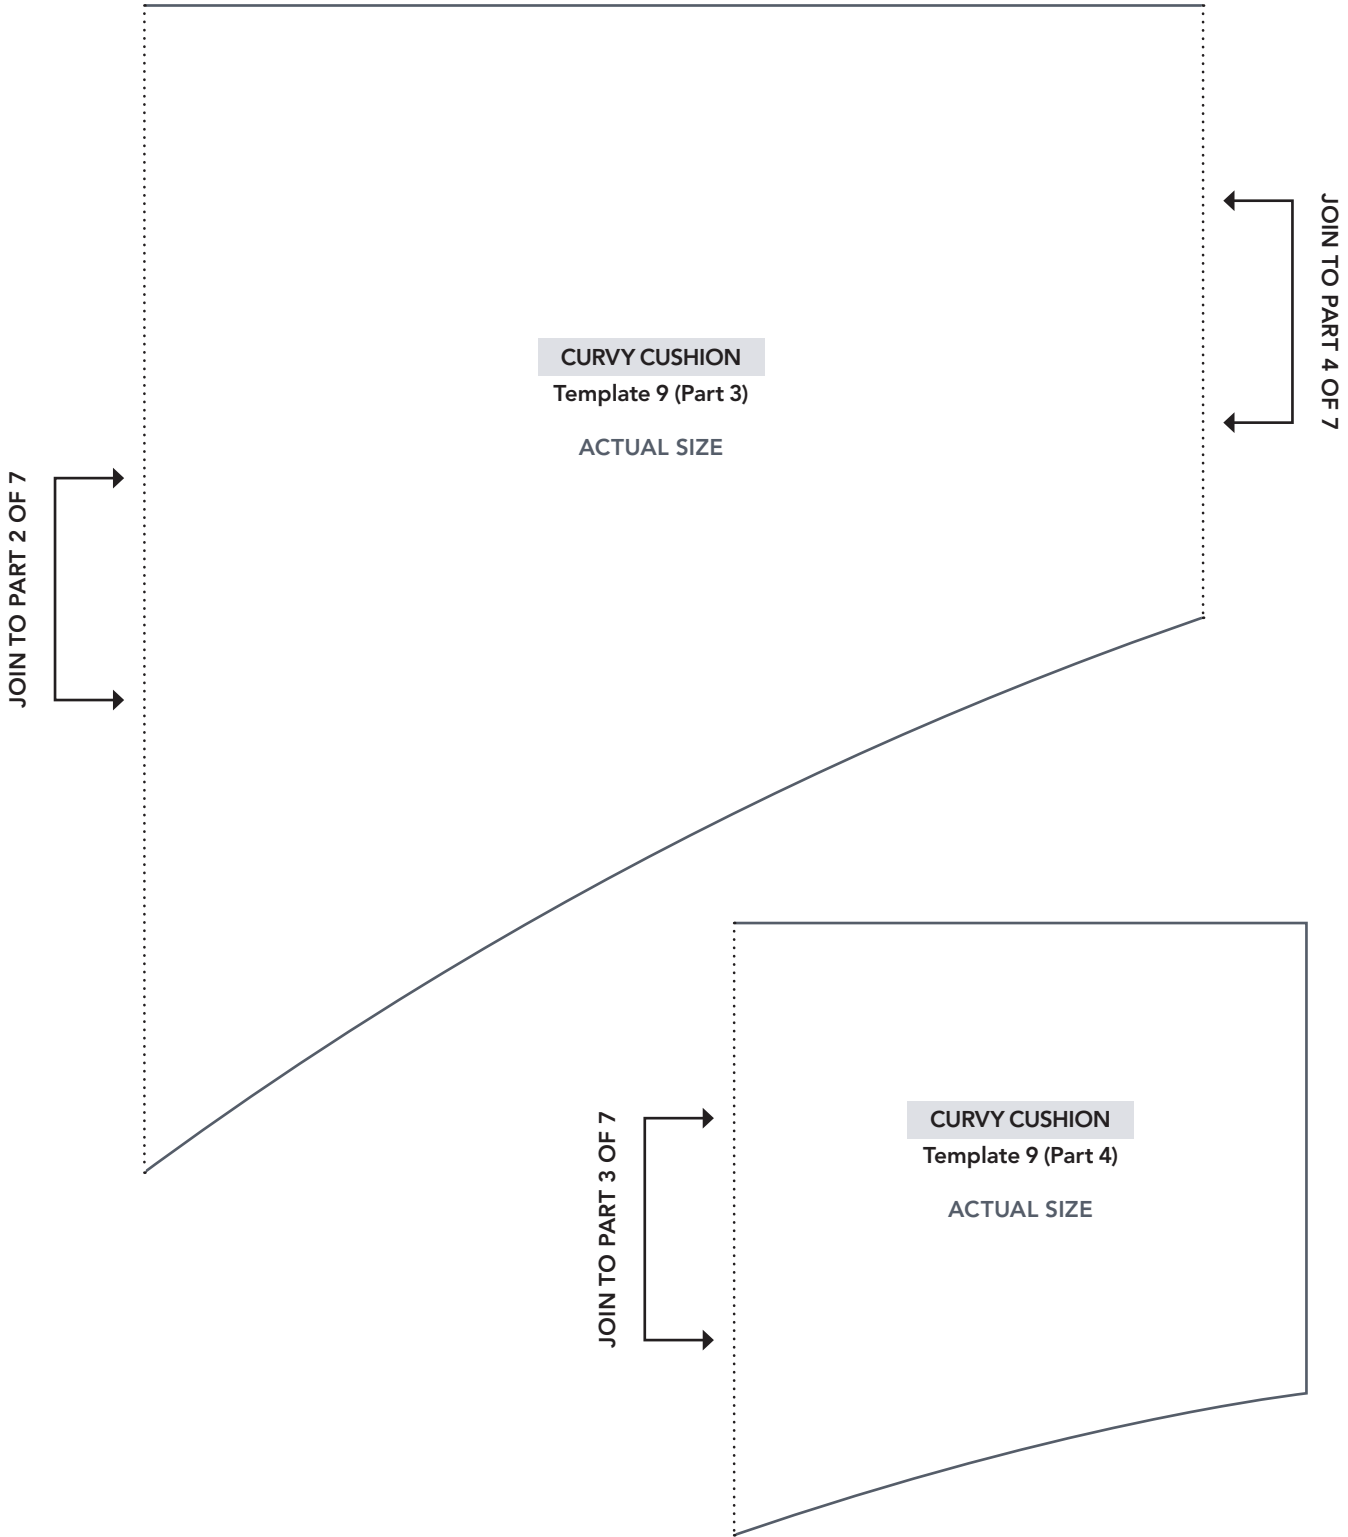 JOIN TO PART 4 OF 7
CURVY CUSHION
Template 9 (Part 3)
ACTUAL SIZE
JOIN TO PART 2 OF 7
CURVY CUSHION
Template 9 (Part 4)
ACTUAL SIZE
JOIN TO PART 3 OF 7